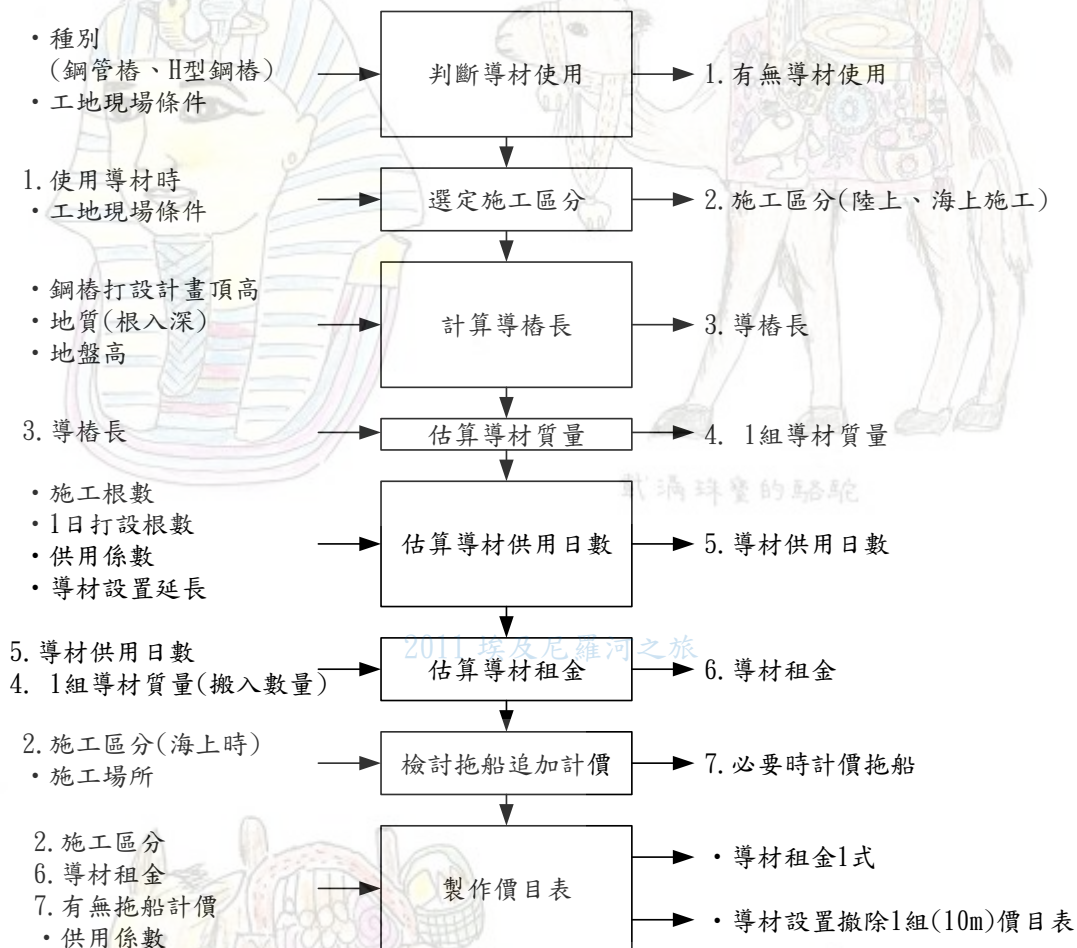 ・種別
(鋼管樁、H型鋼樁)
・工地現場條件
判斷導材使用
1.有無導材使用
1.使用導材時
・工地現場條件
選定施工區分
2.施工區分(陸上、海上施工)
・鋼樁打設計畫頂高
・地質(根入深)
・地盤高
計算導樁長
3.導樁長
3.導樁長
估算導材質量
4. 1組導材質量
載滿珠寶的駱駝
・施工根數
・1日打設根數
・供用係數
・導材設置延長
估算導材供用日數
5.導材供用日數
2011 埃及尼羅河之旅
5.導材供用日數
4. 1組導材質量(搬入數量)
估算導材租金
6.導材租金
2.施工區分(海上時)
・施工場所
檢討拖船追加計價
7.必要時計價拖船
2.施工區分
6.導材租金
7.有無拖船計價
・供用係數
製作價目表
・導材租金1式
・導材設置撤除1組(10m)價目表